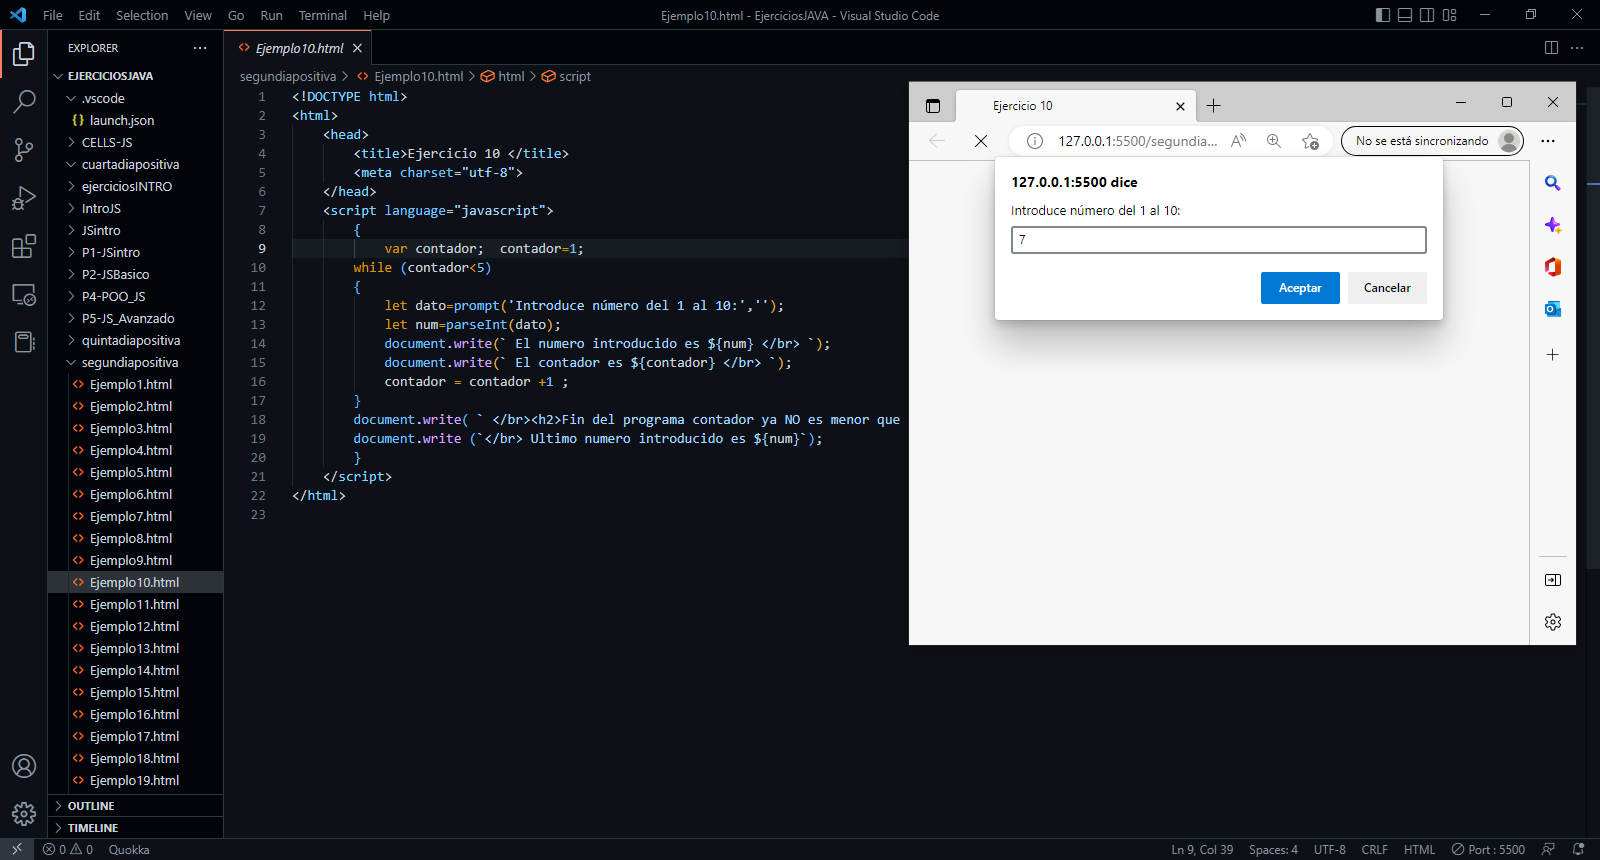 File Edit Selection View Go Run Terminal Help
Ejemplo10.html - EjerciciosJAVA - Visual Studio Code
EXPLORER
EJERCICIOSJAVA
.vscode
{} launch.json
CELLS-JS
cuartadiapositiva
ejerciciosINTRO
IntroJS
JSintro
P1-JSintro
P2-JSBasico
P4-POO_JS
P5-JS_Avanzado
quintadiapositiva
segundiapositiva
Ejemplo1.html
Ejemplo2.html
Ejemplo3.html
Ejemplo4.html
Ejemplo5.html
Ejemplo6.html
Ejemplo7.html
Ejemplo8.html
Ejemplo9.html
Ejemplo10.html
Ejemplo11.html
Ejemplo12.html
Ejemplo13.html
Ejemplo14.html
Ejemplo15.html
Ejemplo16.html
Ejemplo17.html
Ejemplo18.html
Ejemplo19.html
OUTLINE
TIMELINE
Ejemplo10.html
segundiapositiva > Ejemplo10.html > html > script
1 <!DOCTYPE html>
2 <html>
3 <head>
4 <title>Ejercicio 10 </title>
5 <meta charset="utf-8">
6 </head>
7 <script language="javascript">
8 {
9 var contador;  contador=1;
10 while (contador<5)
11 {
12 let dato=prompt('Introduce número del 1 al 10:','');
13 let num=parseInt(dato);
14 document.write(` El numero introducido es ${num} </br> `);
15 document.write(` El contador es ${contador} </br> `);
16 contador = contador +1 ;
17 }
18 document.write( ` </br><h2>Fin del programa contador ya NO es menor que
19 document.write (`</br> Ultimo numero introducido es ${num}`);
20 }
21 </script>
22 </html>
23
Ejercicio 10
127.0.0.1:5500/segundia...
No se está sincronizando
127.0.0.1:5500 dice
Introduce número del 1 al 10:
7
Aceptar Cancelar
0 0 Quokka
Ln 9, Col 39 Spaces: 4 UTF-8 CRLF HTML Port : 5500